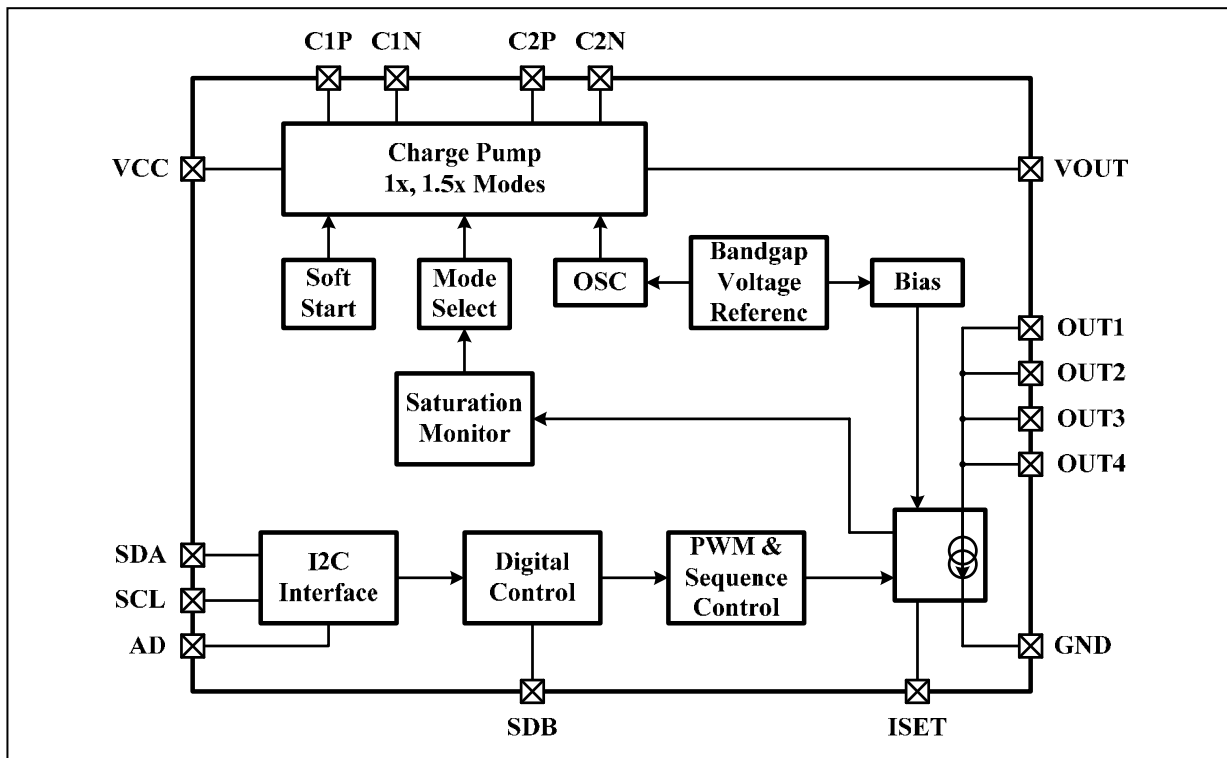 C1P C1N C2P C2N
VCC
Charge Pump
1x, 1.5x Modes
VOUT
Soft
Start
Mode
Select
OSC
Bandgap
Voltage
Referenc
Bias
OUT1
OUT2
OUT3
OUT4
Saturation
Monitor
SDA
SCL
AD
I2C
Interface
Digital
Control
PWM &
Sequence
Control
GND
SDB
ISET